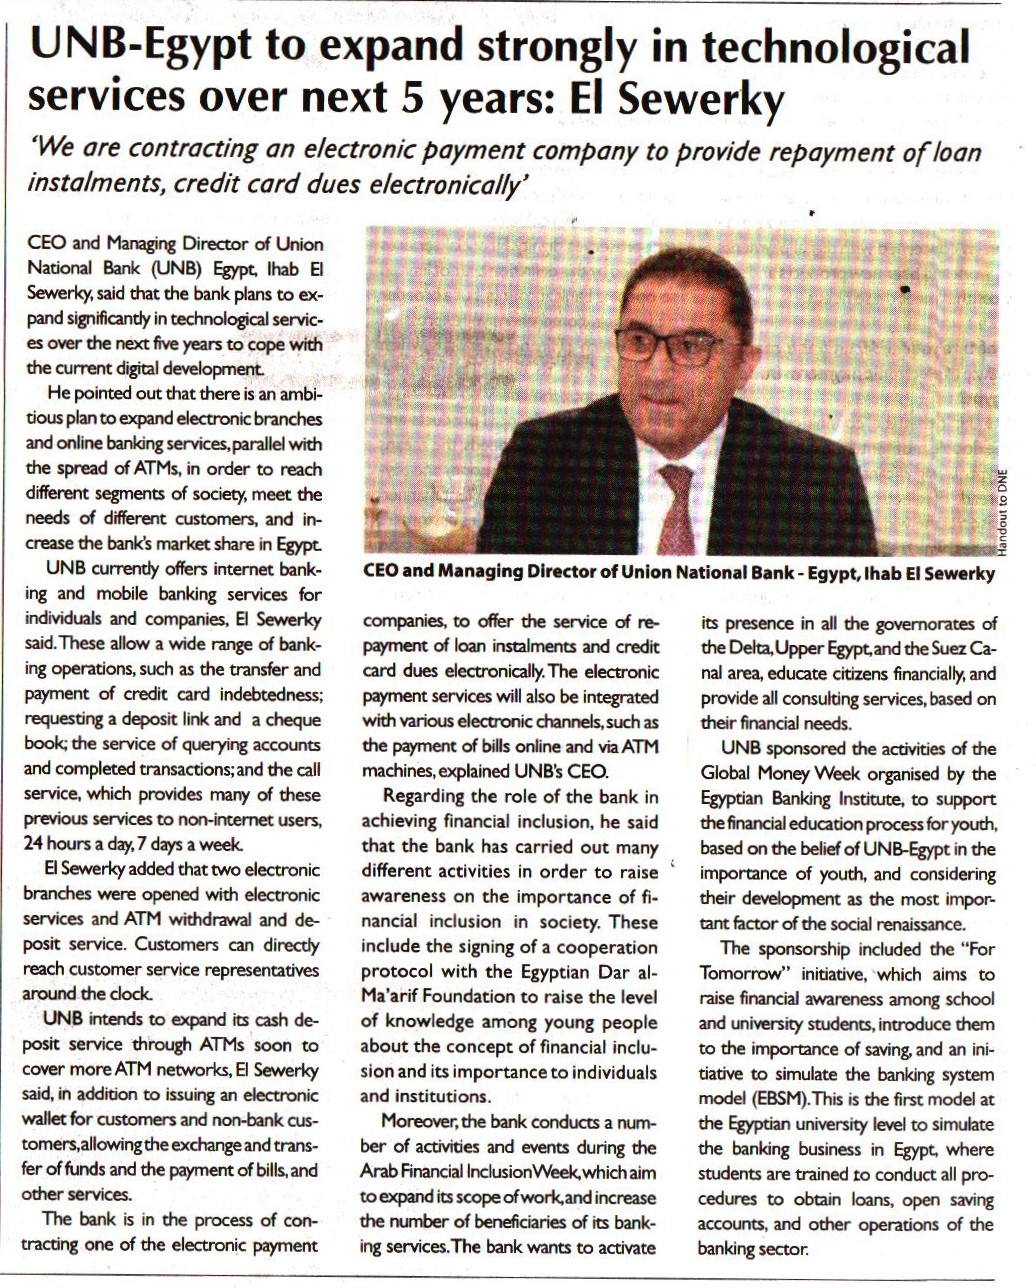 UNB-Egypt to expand strongly in technological
services over next 5 years: El Sewerky
‘We are contracting an electronic payment company to provide repayment of loan
instalments, credit card dues electronically’
CEO and Managing Director of Union
National Bank (UNB) Egypt, Ihab El
Sewerky, said that the bank plans to ex-
pand significantly in technological servic-
es over the next five years to cope with
the current digital development.
He pointed out that there is an ambi-
tious plan to expand electronic branches
and online banking services, parallel with
the spread of ATMs, in order to reach
different segments of society, meet the
needs of different customers, and in-
crease the bank’s market share in Egypt.
UNB currently offers internet bank-
ing and mobile banking services for
individuals and companies, El Sewerky
said. These allow a wide range of bank-
ing operations, such as the transfer and
payment of credit card indebtedness;
requesting a deposit link and a cheque
book; the service of querying accounts
and completed transactions; and the call
service, which provides many of these
previous services to non-internet users,
24 hours a day, 7 days a week.
El Sewerky added that two electronic
branches were opened with electronic
services and ATM withdrawal and de-
posit service. Customers can directly
reach customer service representatives
around the clock.
UNB intends to expand its cash de-
posit service through ATMs soon to
cover more ATM networks, El Sewerky
said, in addition to issuing an electronic
wallet for customers and non-bank cus-
tomers, allowing the exchange and trans-
fer of funds and the payment of bills, and
other services.
The bank is in the process of con-
tracting one of the electronic payment
Handout to DNE
CEO and Managing Director of Union National Bank - Egypt, Ihab El Sewerky
companies, to offer the service of re-
payment of loan instalments and credit
card dues electronically. The electronic
payment services will also be integrated
with various electronic channels, such as
the payment of bills online and via ATM
machines, explained UNB’s CEO.
Regarding the role of the bank in
achieving financial inclusion, he said
that the bank has carried out many
different activities in order to raise
awareness on the importance of fi-
nancial inclusion in society. These
include the signing of a cooperation
protocol with the Egyptian Dar al-
Ma’arif Foundation to raise the level
of knowledge among young people
about the concept of financial inclu-
sion and its importance to individuals
and institutions.
Moreover, the bank conducts a num-
ber of activities and events during the
Arab Financial Inclusion Week, which aim
to expand its scope of work, and increase
the number of beneficiaries of its bank-
ing services. The bank wants to activate
its presence in all the governorates of
the Delta, Upper Egypt, and the Suez Ca-
nal area, educate citizens financially, and
provide all consulting services, based on
their financial needs.
UNB sponsored the activities of the
Global Money Week organised by the
Egyptian Banking Institute, to support
the financial education process for youth,
based on the belief of UNB-Egypt in the
importance of youth, and considering
their development as the most impor-
tant factor of the social renaissance.
The sponsorship included the “For
Tomorrow” initiative, which aims to
raise financial awareness among school
and university students, introduce them
to the importance of saving, and an ini-
tiative to simulate the banking system
model (EBSM). This is the first model at
the Egyptian university level to simulate
the banking business in Egypt, where
students are trained to conduct all pro-
cedures to obtain loans, open saving
accounts, and other operations of the
banking sector.